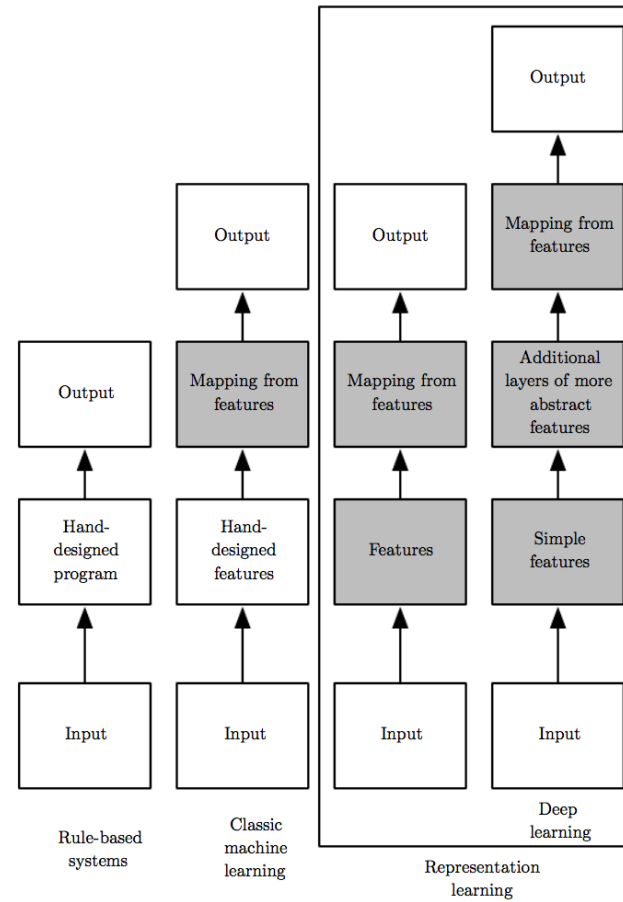 Output
Output
Output
Mapping from
features
Output
Mapping from
features
Mapping from
features
Additional
layers of more
abstract
features
Hand-
designed
program
Hand-
designed
features
Features
Simple
features
Input
Input
Input
Input
Rule-based
systems
Classic
machine
learning
Deep
learning
Representation
learning